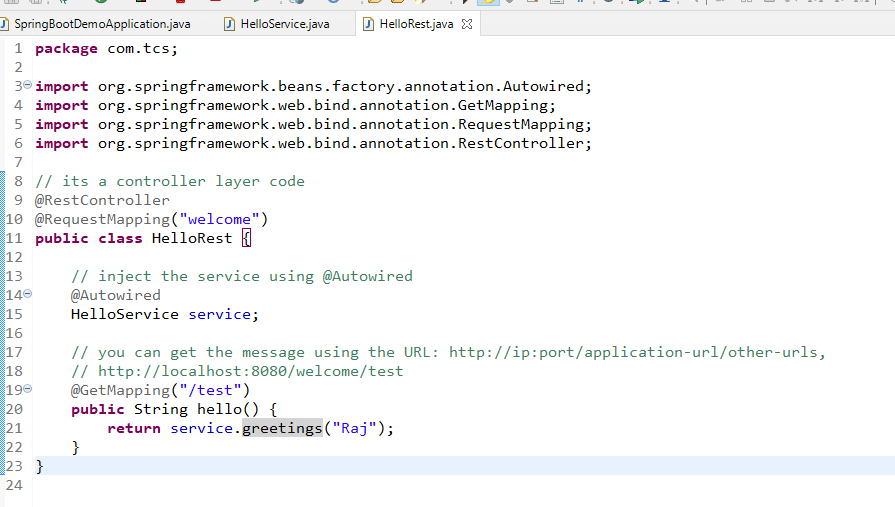 SpringBootDemoApplication.java HelloService.java HelloRest.java
1 package com.tcs;
2
3 import org.springframework.beans.factory.annotation.Autowired;
4 import org.springframework.web.bind.annotation.GetMapping;
5 import org.springframework.web.bind.annotation.RequestMapping;
6 import org.springframework.web.bind.annotation.RestController;
7
8 // its a controller layer code
9 @RestController
10 @RequestMapping("welcome")
11 public class HelloRest {
12
13     // inject the service using @Autowired
14     @Autowired
15     HelloService service;
16
17     // you can get the message using the URL: http://ip:port/application-url/other-urls,
18     // http://localhost:8080/welcome/test
19     @GetMapping("/test")
20     public String hello() {
21         return service.greetings("Raj");
22     }
23 }
24